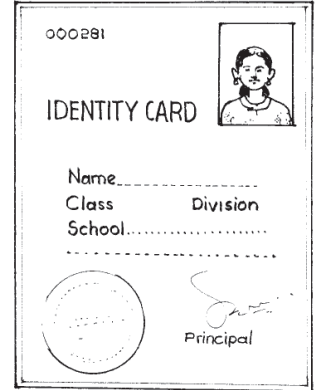 000281
IDENTITY CARD
Name
Class Division
School
Principal